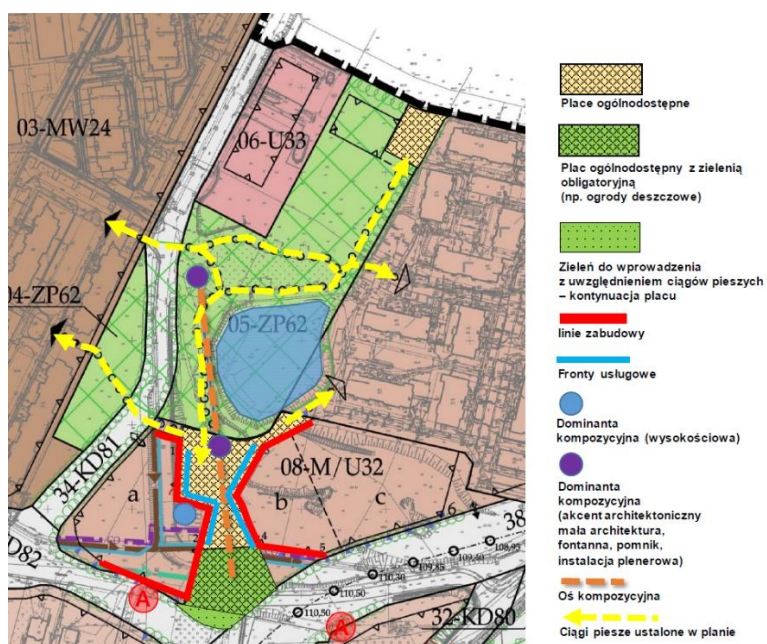 03-MW24
06-U33
04-ZP62
05-ZP62
34-KD81
08-M/U32
a
b
c
38
KD82
109,40
108,95
109,85
110,30
110,50
110,50
A
A
32-KD80
Place ogólnodostępne
Plac ogólnodostępny z zielenią
obligatoryjną
(np. ogrody deszczowe)
Zieleń do wprowadzenia
z uwzględnieniem ciągów pieszych
– kontynuacja placu
linie zabudowy
Fronty usługowe
Dominanta
kompozycyjna (wysokościowa)
Dominanta
kompozycyjna
(akcent architektoniczny
mała architektura,
fontanna, pomnik,
instalacja plenerowa)
Oś kompozycyjna
Ciągi piesze ustalone w planie